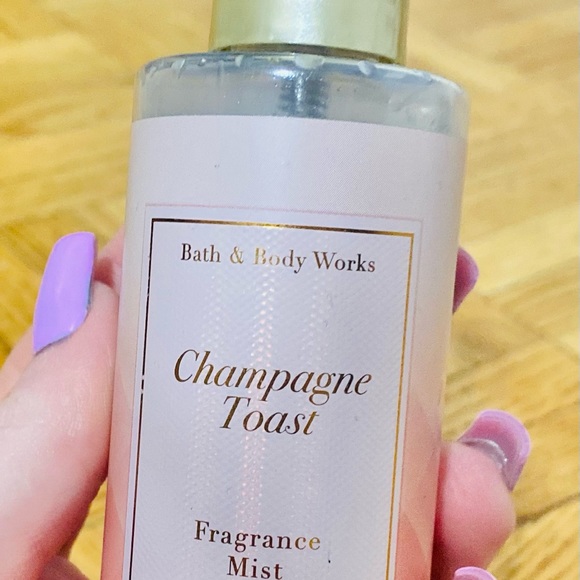 Bath & Body Works
Champagne
Toast
Fragrance
Mist